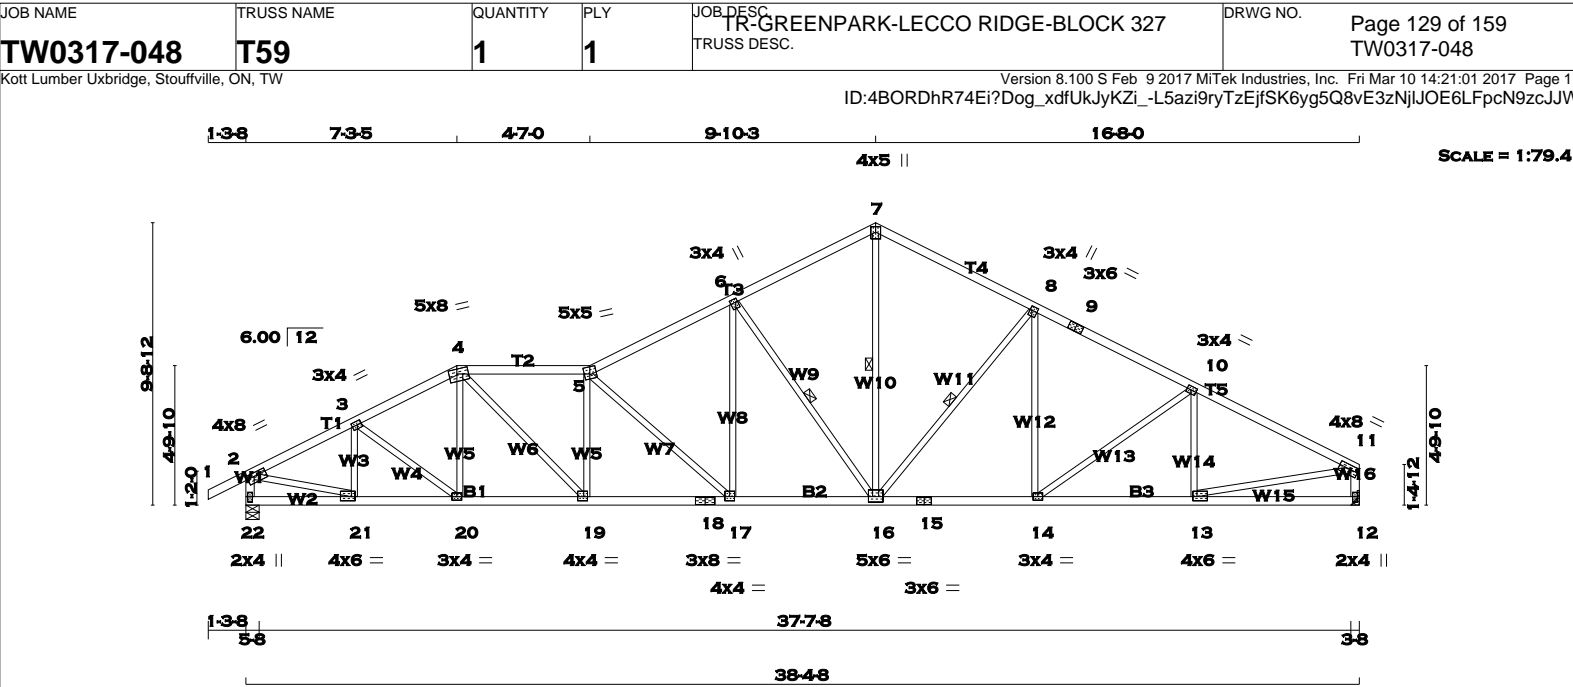 JOB NAME TRUSS NAME QUANTITY PLY JOB DESC. DRWG NO.
TW0317-048 T59 1 1 TR-GREENPARK-LECCO RIDGE-BLOCK 327 Page 129 of 159
TRUSS DESC. TW0317-048
Kott Lumber Uxbridge, Stouffville, ON, TW Version 8.100 S Feb 9 2017 MiTek Industries, Inc. Fri Mar 10 14:21:01 2017 Page 1
ID:4BORDhR74Ei?Dog_xdfUkJyKZi_-L5azi9ryTzEjfSK6yg5Q8vE3zNjIJOE6LFpcN9zcJJW
1-3-8 7-3-5 4-7-0 9-10-3 16-8-0
4x5 ||
SCALE = 1:79.4
7
3x4 \\ 3x4 //
T4
3x6 =
6 T3 8
9
5x8 = 5x5 =
6.00 12 3x4 =
4 T2 10
9-8-12
3x4 = 5 W9 W10 W11 T5
3
4x8 = T1 W8 W12 4x8 =
4-9-10 4-9-10
11
2 W3 W5 W6 W5 W7 W13 W14
1 W1 W4 W16
1-2-0 W2 B1 B2 B3 W15 1-4-12
22 21 20 19 18 17 16 15 14 13 12
2x4 || 4x6 = 3x4 = 4x4 = 3x8 = 5x6 = 3x4 = 4x6 = 2x4 ||
4x4 = 3x6 =
1-3-8 37-7-8
5-8 3-8
38-4-8